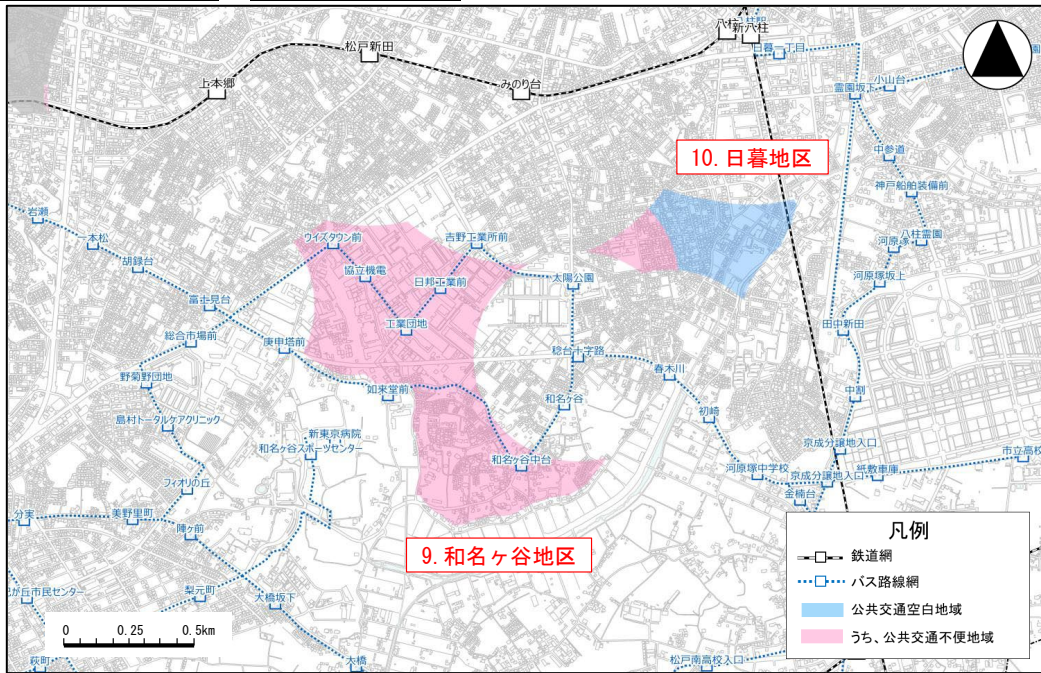 八柱
新八柱
日暮一丁目
松戸新田
上本郷
みのり台
小山台
霊園坂下
10.日暮地区
中参道
神戸船舶装備前
岩瀬
一本松
胡録台
ウイズタウン前
吉野工業所前
八柱霊園
河原塚
協立機電
日邦工業前
太陽公園
河原塚坂上
富士見台
工業団地
田中新田
総合市場前
庚申塔前
稔台十字路
春木川
野菊野団地
如来堂前
和名ヶ谷
中割
初崎
島村トータルケアクリニック
新東京病院
和名ヶ谷スポーツセンター
京成分譲地入口
市立高校
和名ヶ谷中台
河原塚中学校
京成分譲地入口
紙敷車庫
フィオリの丘
金楠台
分実
美野里町
陣ヶ前
9.和名ヶ谷地区
凡例
鉄道網
バス路線網
公共交通空白地域
うち、公共交通不便地域
が丘市民センター
梨元町
大橋坂下
0 0.25 0.5km
萩町
大橋
松戸南高校入口